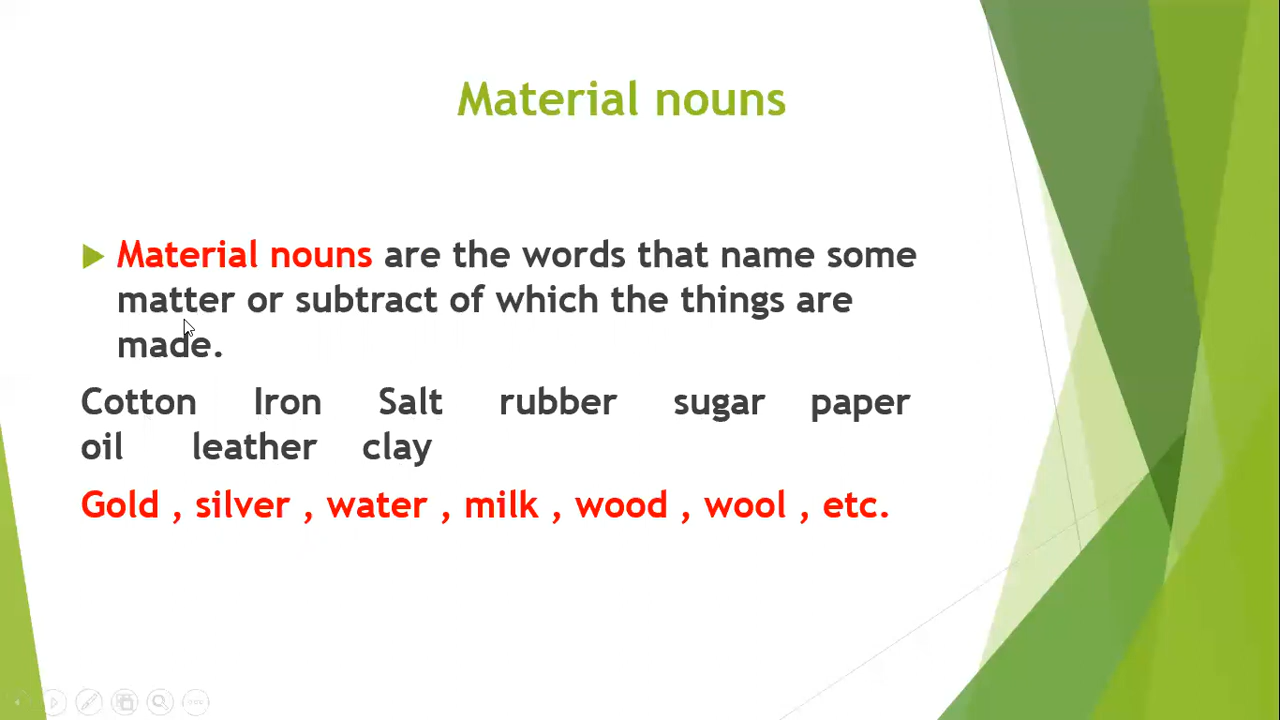 Material nouns
Material nouns are the words that name some
matter or subtract of which the things are
made.
Cotton Iron Salt rubber sugar paper
oil leather clay
Gold , silver , water , milk , wood , wool , etc.